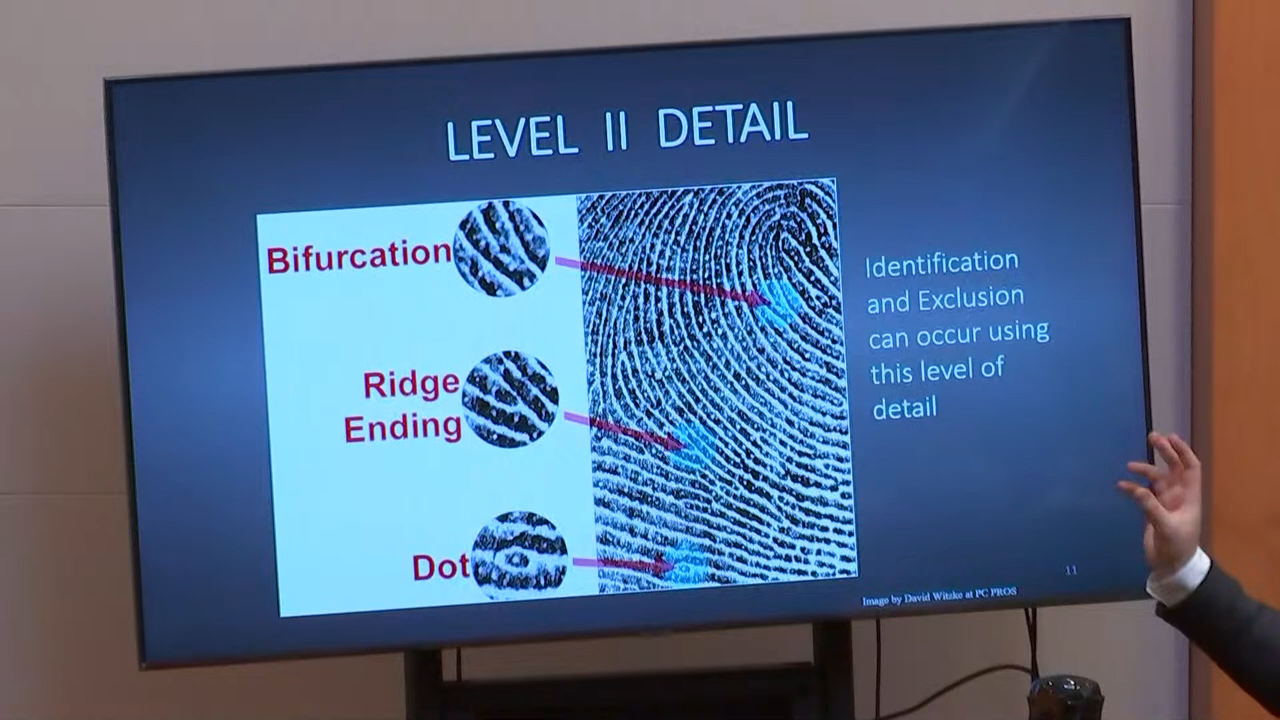 LEVEL II DETAIL
Bifurcation
Ridge
Ending
Dot
Identification
and Exclusion
can occur using
this level of
detail
11
Image by David Witzke at PC PROS